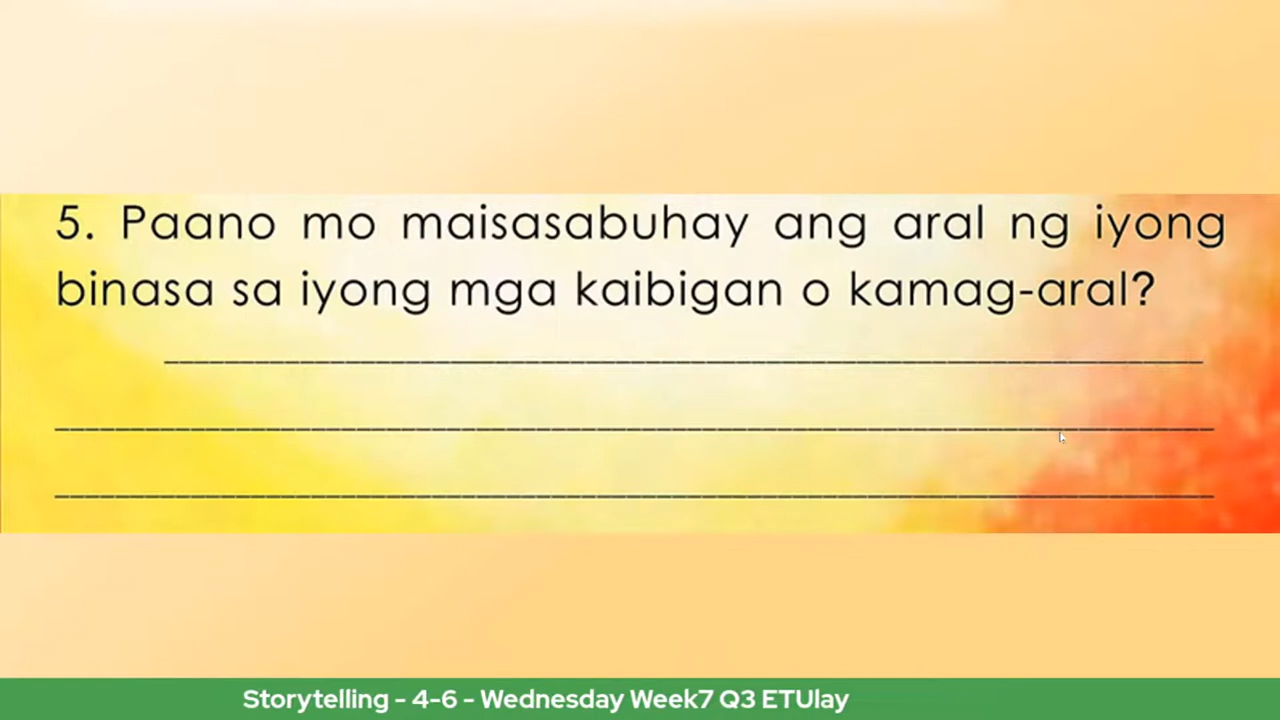 5. Paano mo maisasabuhay ang aral ng iyong
binasa sa iyong mga kaibigan o kamag-aral?
Storytelling - 4-6 - Wednesday Week7 Q3 ETUlay